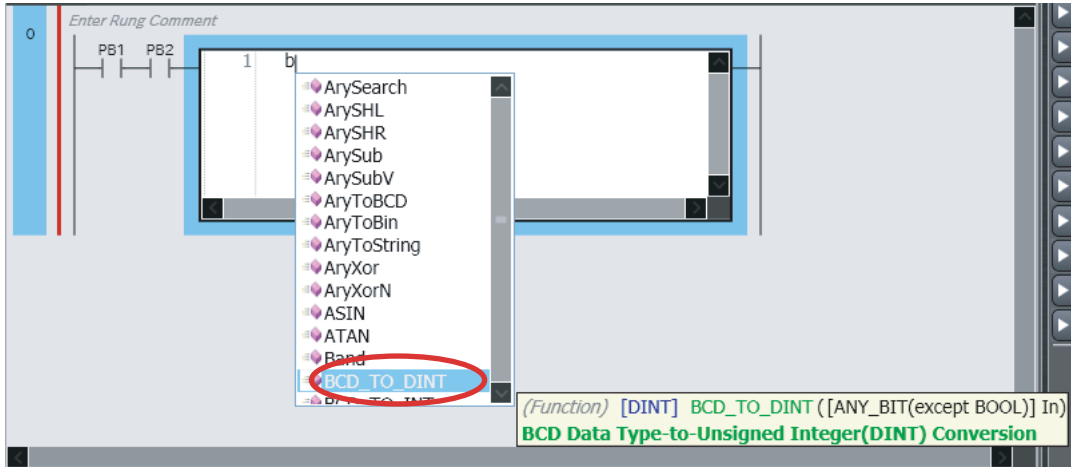 Enter Rung Comment
0
PB1 PB2
1 b
ArySearch
ArySHL
ArySHR
ArySub
ArySubV
AryToBCD
AryToBin
AryToString
AryXor
AryXorN
ASIN
ATAN
Band
BCD_TO_DINT
BCD_TO_INT
(Function) [DINT] BCD_TO_DINT ([ANY_BIT(except BOOL)] In)
BCD Data Type-to-Unsigned Integer(DINT) Conversion